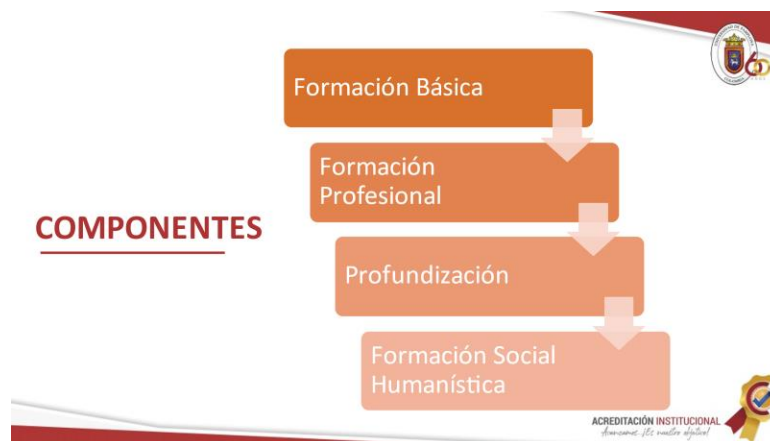 Formación Básica
Formación
Profesional
COMPONENTES
Profundización
Formación Social
Humanística
ACREDITACIÓN INSTITUCIONAL